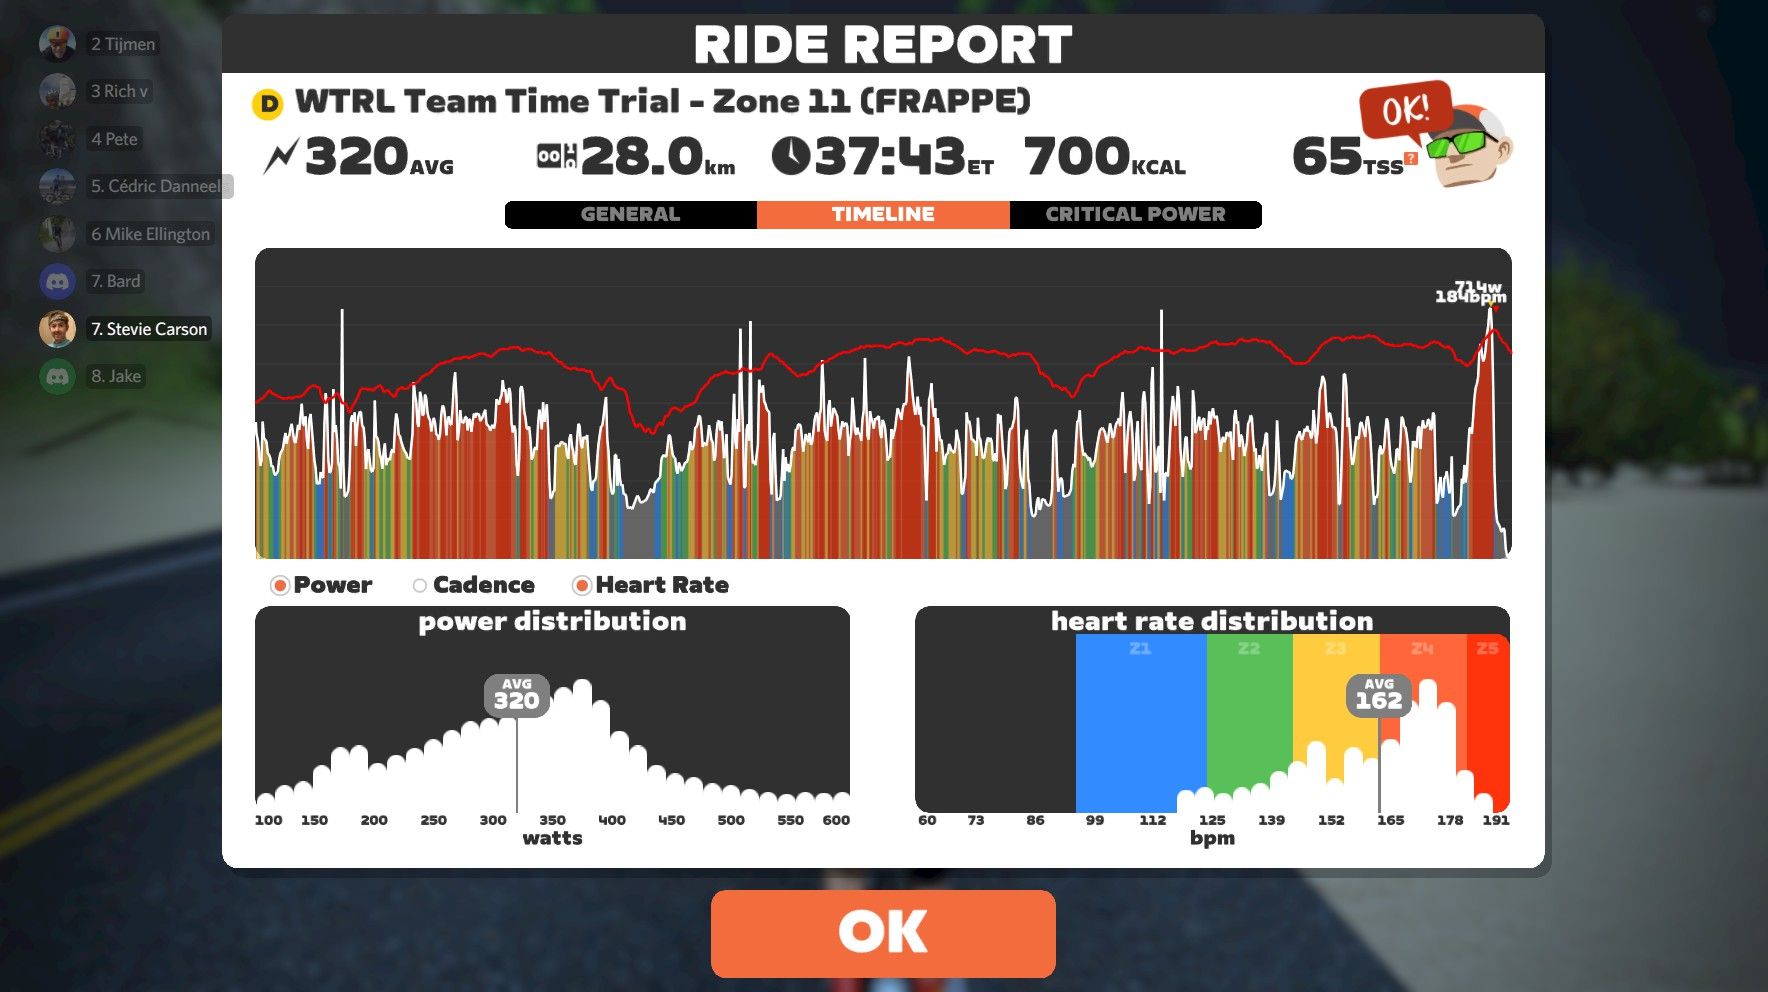 RIDE REPORT
2 Tijmen
3 Rich v
4 Pete
5. Cédric Danneel
6 Mike Ellington
7. Bard
7. Stevie Carson
8. Jake
D WTRL Team Time Trial - Zone 11 (FRAPPE)
OK!
320AVG 28.0km 37:43ET 700KCAL 65TSS?
GENERAL TIMELINE CRITICAL POWER
714w
184bpm
Power Cadence Heart Rate
power distribution
AVG
320
100 150 200 250 300 350 400 450 500 550 600
watts
heart rate distribution
Z1 Z2 Z3 Z4 Z5
AVG
162
60 73 86 99 112 125 139 152 165 178 191
bpm
OK